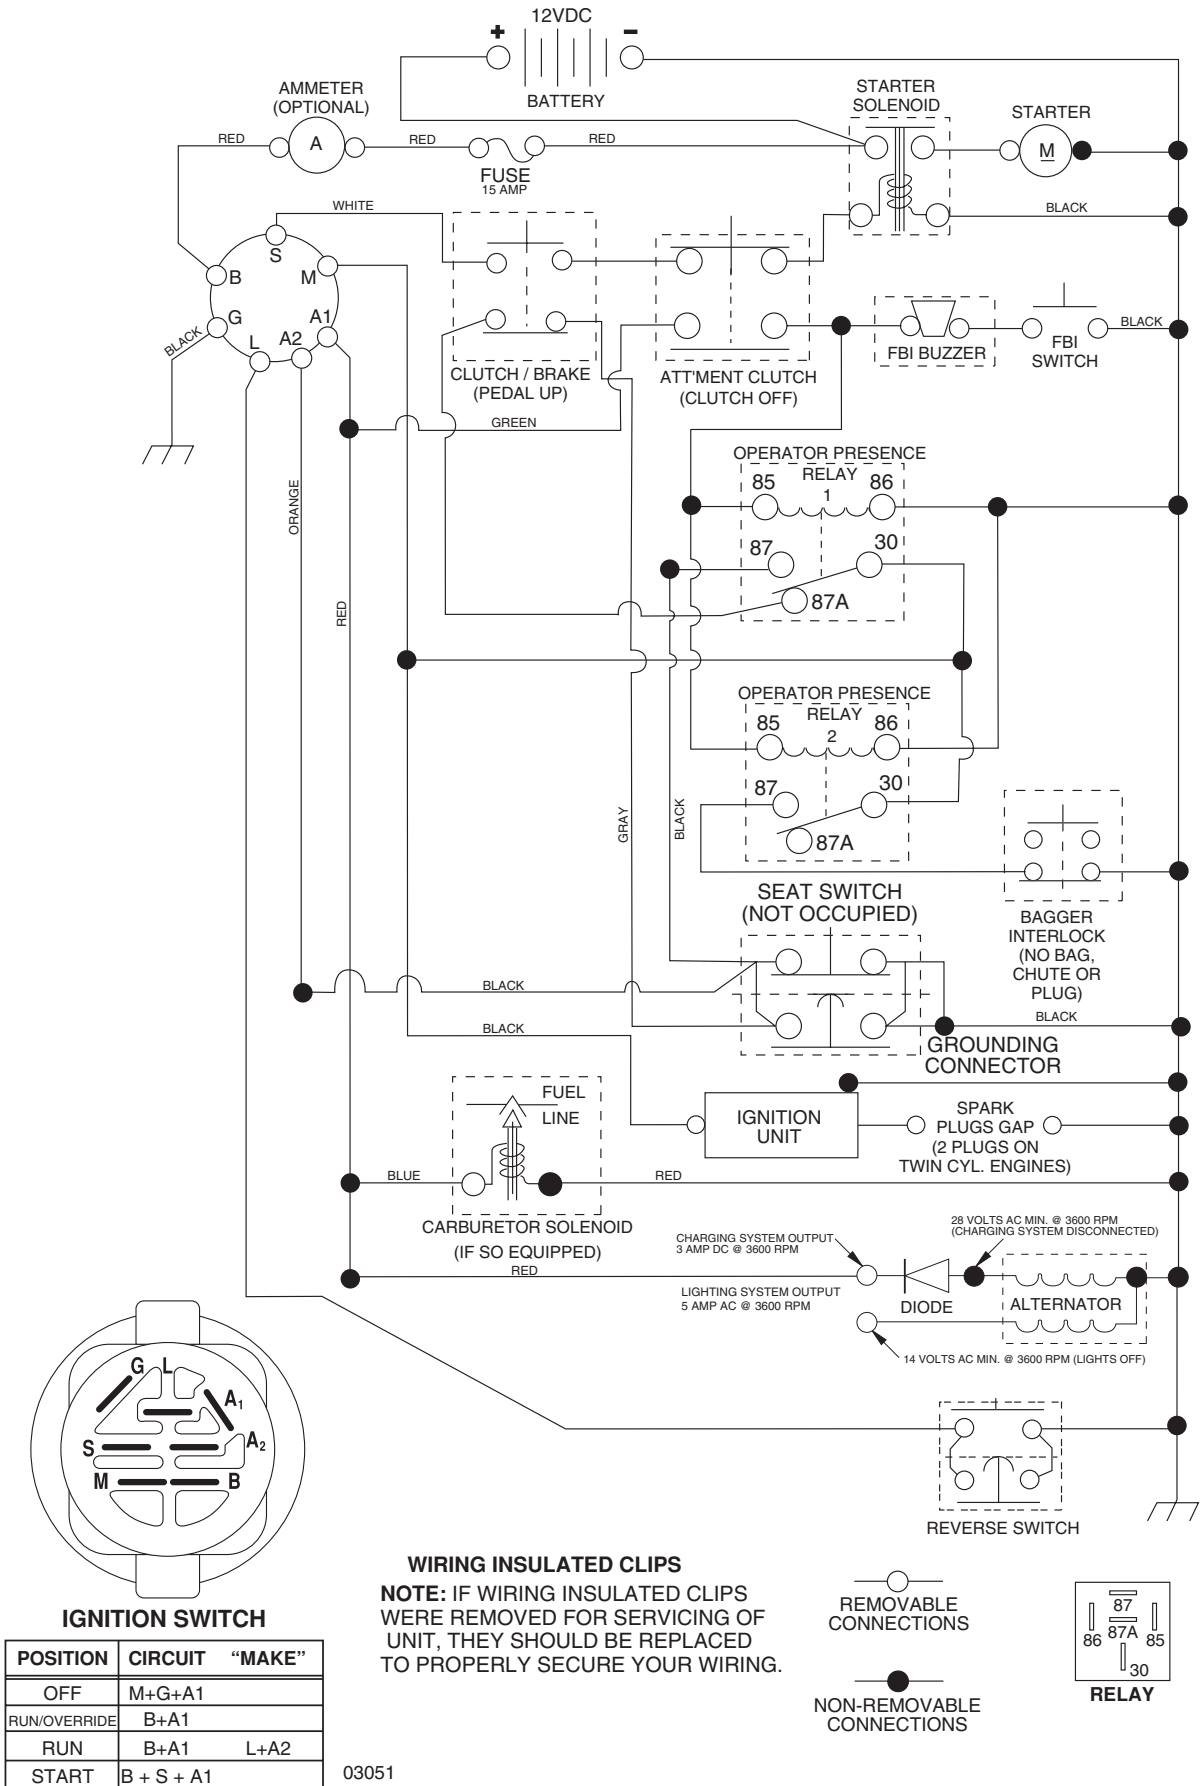 12VDC
+
–
BATTERY
AMMETER
(OPTIONAL)
A
RED
RED
RED
FUSE
15 AMP
STARTER
SOLENOID
STARTER
M
BLACK
WHITE
S
B
M
G
A1
L
A2
BLACK
CLUTCH / BRAKE
(PEDAL UP)
ATT'MENT CLUTCH
(CLUTCH OFF)
FBI BUZZER
FBI
SWITCH
BLACK
GREEN
ORANGE
RED
OPERATOR PRESENCE
RELAY
1
85
86
87
30
87A
OPERATOR PRESENCE
RELAY
2
85
86
87
30
87A
GRAY
BLACK
BAGGER
INTERLOCK
(NO BAG,
CHUTE OR
PLUG)
SEAT SWITCH
(NOT OCCUPIED)
BLACK
BLACK
BLACK
GROUNDING
CONNECTOR
FUEL
LINE
BLUE
RED
CARBURETOR SOLENOID
(IF SO EQUIPPED)
IGNITION
UNIT
SPARK
PLUGS GAP
(2 PLUGS ON
TWIN CYL. ENGINES)
RED
CHARGING SYSTEM OUTPUT
3 AMP DC @ 3600 RPM
28 VOLTS AC MIN. @ 3600 RPM
(CHARGING SYSTEM DISCONNECTED)
LIGHTING SYSTEM OUTPUT
5 AMP AC @ 3600 RPM
DIODE
ALTERNATOR
14 VOLTS AC MIN. @ 3600 RPM (LIGHTS OFF)
REVERSE SWITCH
G
L
A1
S
A2
M
B
IGNITION SWITCH
POSITION CIRCUIT “MAKE”
OFF M+G+A1
RUN/OVERRIDE B+A1
RUN B+A1 L+A2
START B + S + A1
03051
WIRING INSULATED CLIPS
NOTE: IF WIRING INSULATED CLIPS
WERE REMOVED FOR SERVICING OF
UNIT, THEY SHOULD BE REPLACED
TO PROPERLY SECURE YOUR WIRING.
REMOVABLE
CONNECTIONS
NON-REMOVABLE
CONNECTIONS
87
86
87A
85
30
RELAY